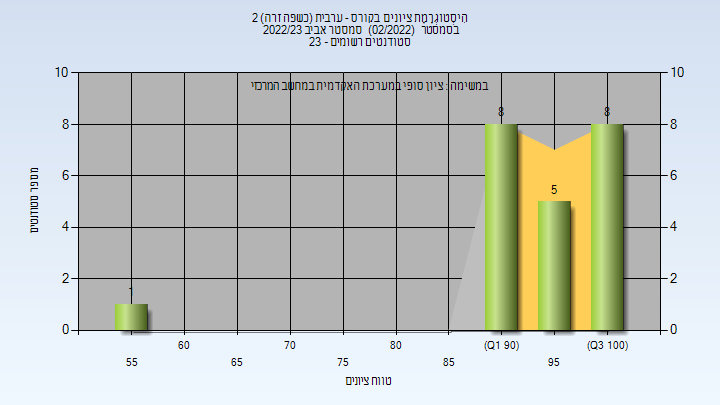 היסטוגרמת ציונים בקורס - ערבית (כשפה זרה) 2
בסמסטר (02/2022) סמסטר אביב 2022/23
סטודנטים רשומים - 23
במשימה : ציון סופי במערכת האקדמית במחשב המרכזי
10 10
8 8
6 6
4 4
2 2
0 0
1 8 5 8
מספר סטודנטים
60 70 80 (Q1 90) (Q3 100)
55 65 75 85 95
טווח ציונים